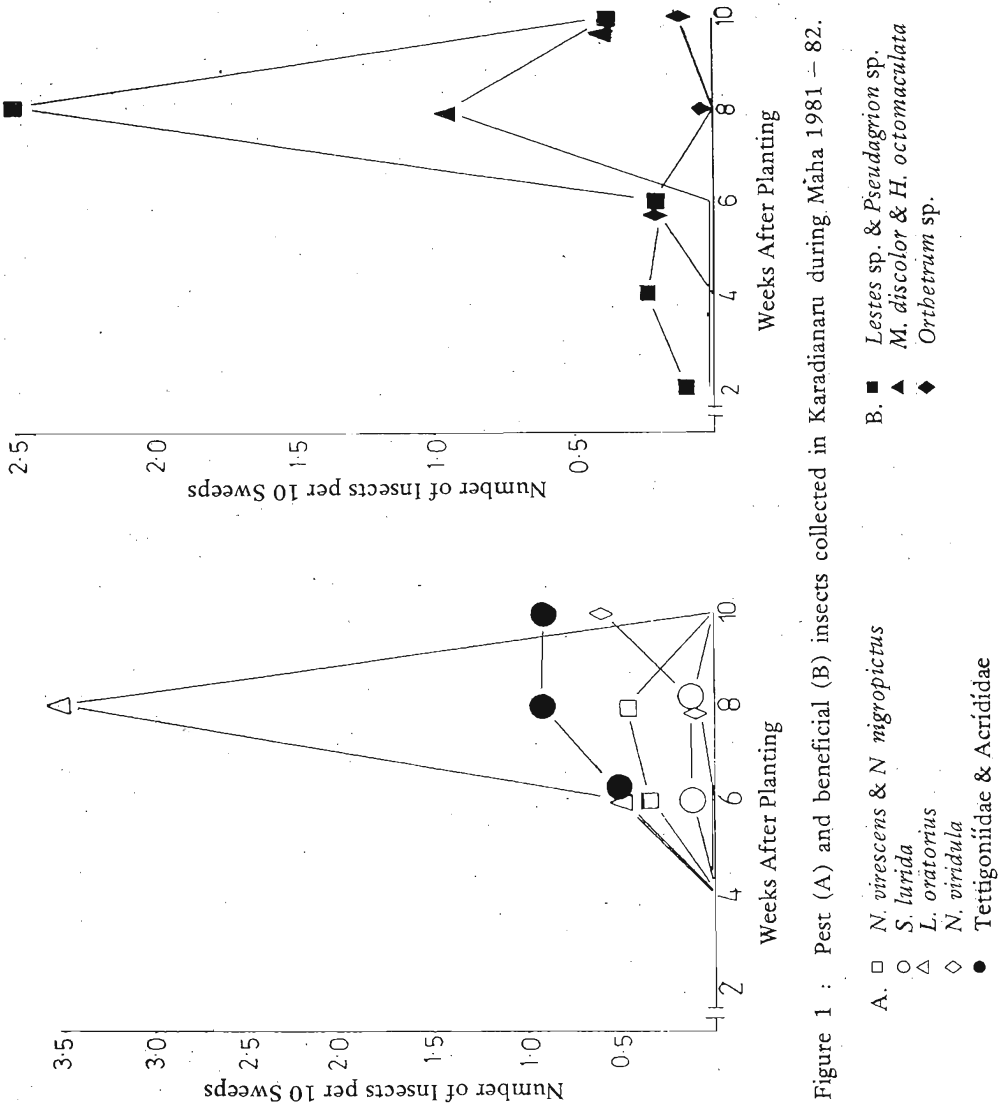 3·5
3·0
2·5
2·0
1·5
1·0
0·5
Number of Insects per 10 Sweeps
2 4 6 8 10
Weeks After Planting
2·5
2·0
1·5
1·0
0·5
Number of Insects per 10 Sweeps
2 4 6 8 10
Weeks After Planting
Figure 1 : Pest (A) and beneficial (B) insects collected in Karadianaru during Maha 1981 – 82.
A. □ N. virescens & N nigropictus
○ S. lurida
△ L. oratorius
◇ N. viridula
● Tettigoniidae & Acrididae
B. ■ Lestes sp. & Pseudagrion sp.
▲ M. discolor & H. octomaculata
◆ Orthetrum sp.